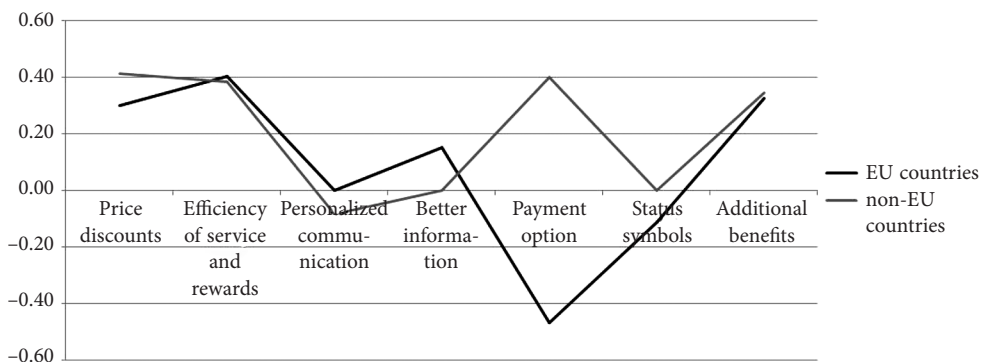 0.60
0.40
0.20
0.00
–0.20
–0.40
–0.60
Price
discounts
Efficiency
of service
and
rewards
Personalized
commu-
nication
Better
informa-
tion
Payment
option
Status
symbols
Additional
benefits
EU countries
non-EU
countries